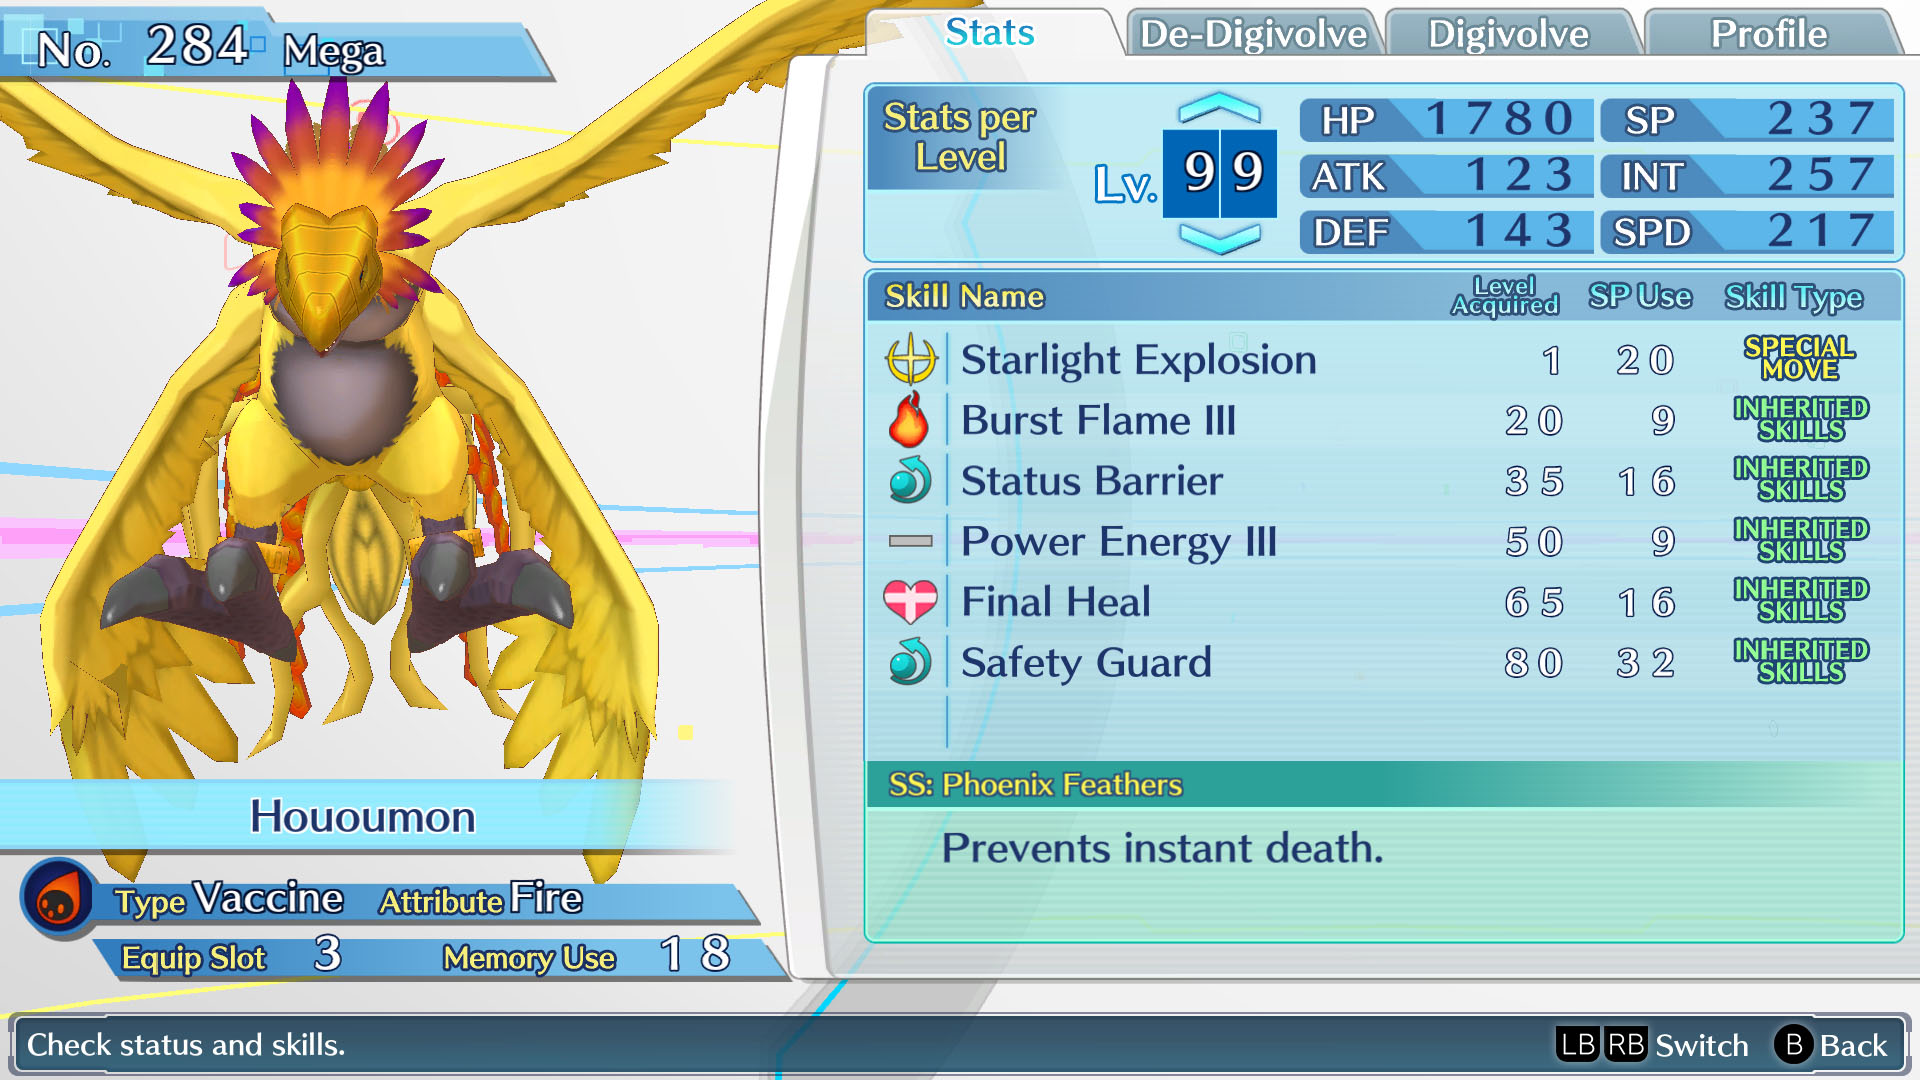 No. 284 Mega
Stats De-Digivolve Digivolve Profile
Stats per
Level
Lv. 99
HP 1780 SP 237
ATK 123 INT 257
DEF 143 SPD 217
Skill Name Level Acquired SP Use Skill Type
Starlight Explosion 1 20 SPECIAL MOVE
Burst Flame III 20 9 INHERITED SKILLS
Status Barrier 35 16 INHERITED SKILLS
Power Energy III 50 9 INHERITED SKILLS
Final Heal 65 16 INHERITED SKILLS
Safety Guard 80 32 INHERITED SKILLS
SS: Phoenix Feathers
Prevents instant death.
Hououmon
Type Vaccine Attribute Fire
Equip Slot 3 Memory Use 18
Check status and skills.
LB RB Switch B Back